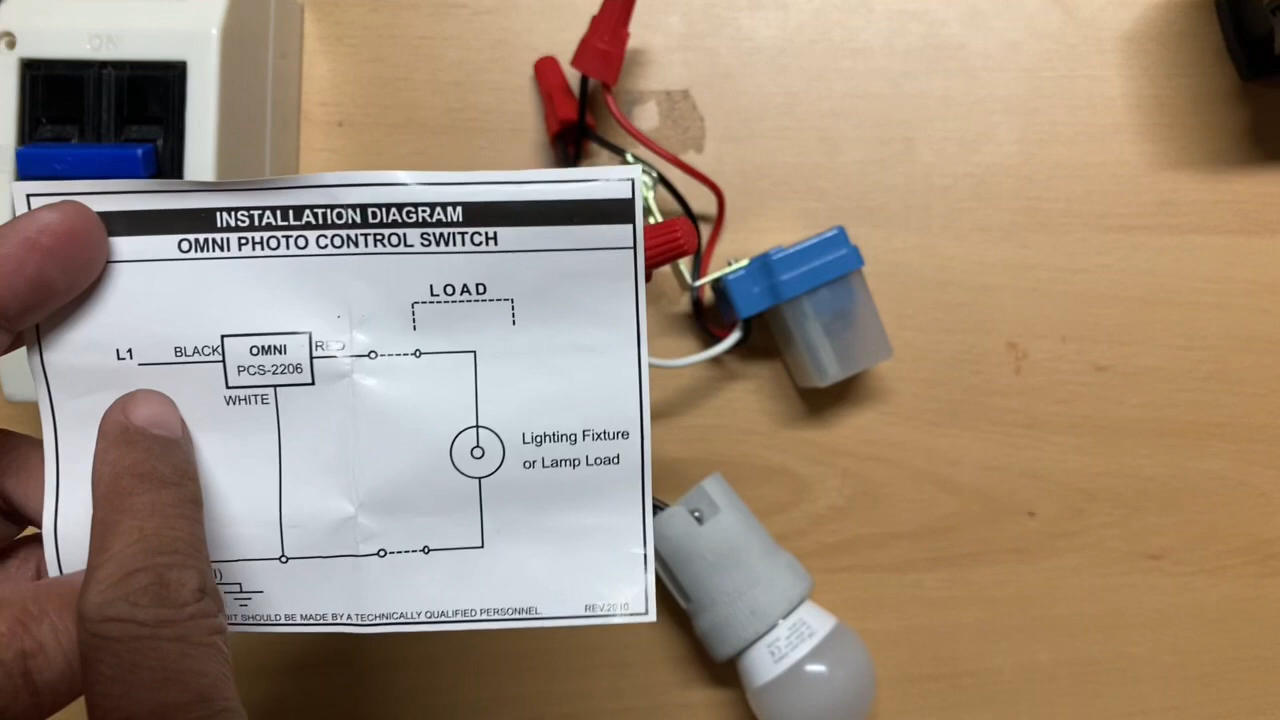 ON
INSTALLATION DIAGRAM
OMNI PHOTO CONTROL SWITCH
LOAD
L1 BLACK OMNI RED
PCS-2206
WHITE
Lighting Fixture
or Lamp Load
SHOULD BE MADE BY A TECHNICALLY QUALIFIED PERSONNEL. REV.2010